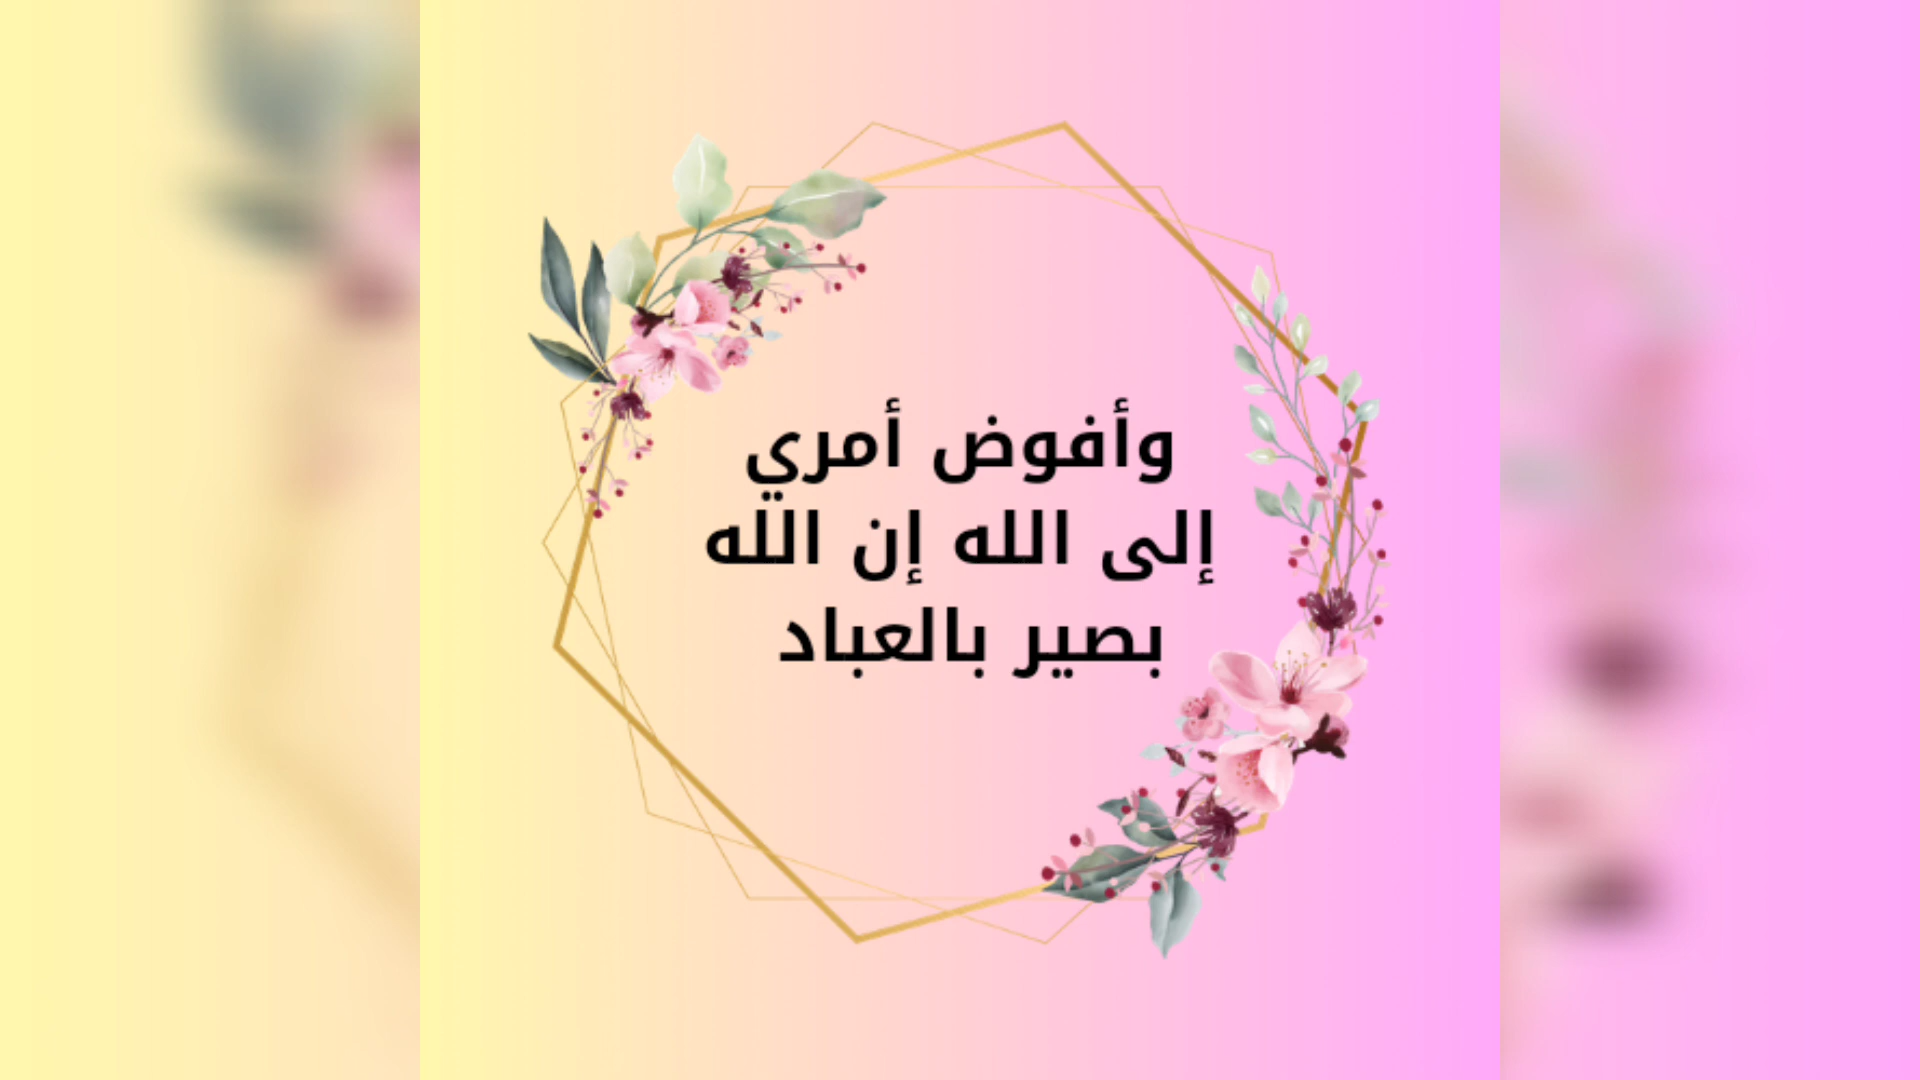 وأفوض أمري
إلى الله إن الله
بصير بالعباد